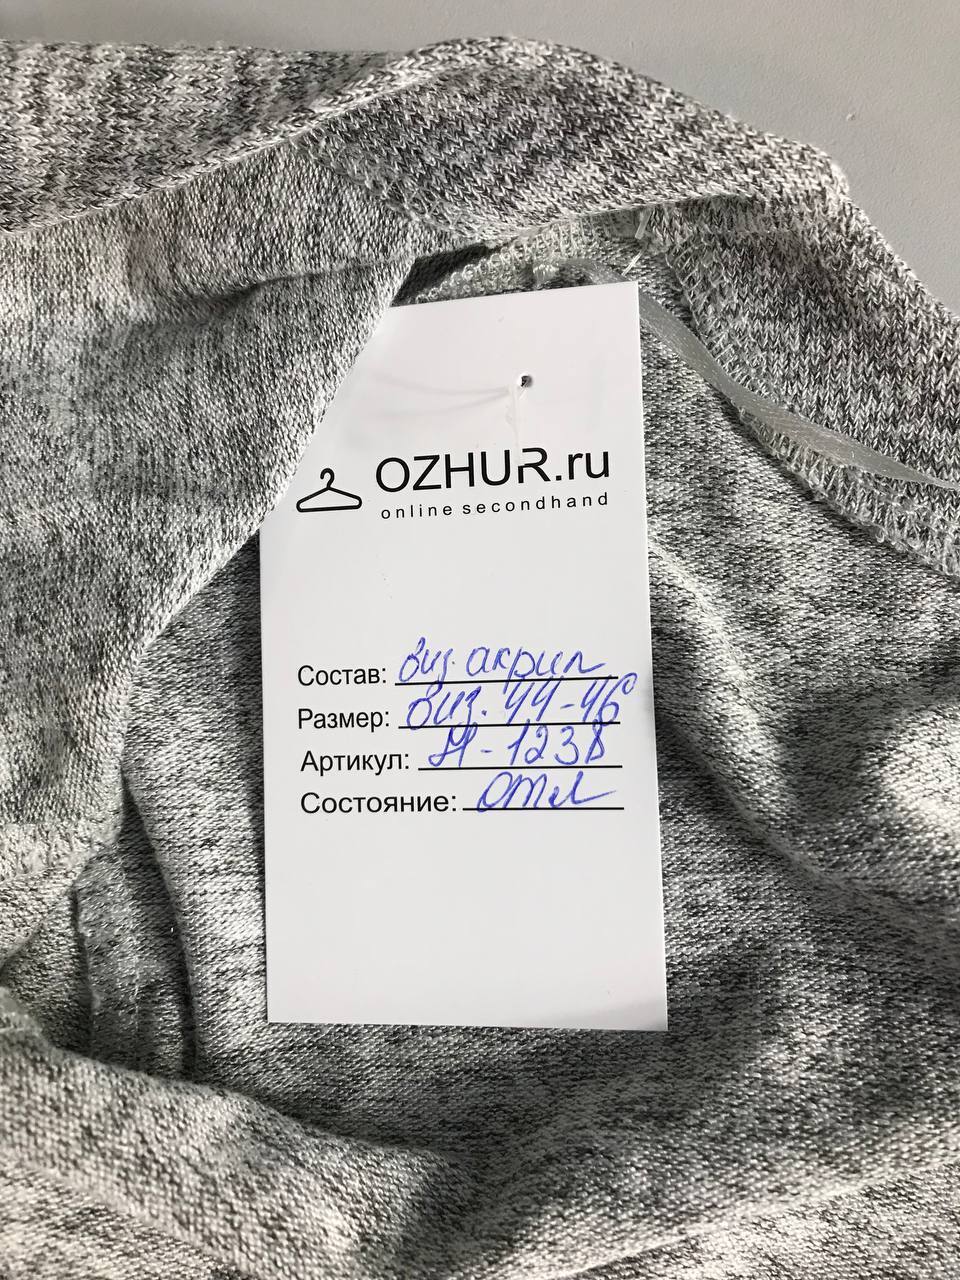 OZHUR.ru
online secondhand
Состав: виз. акрил
Размер: виз. 44-46
Артикул: М-1238
Состояние: отл